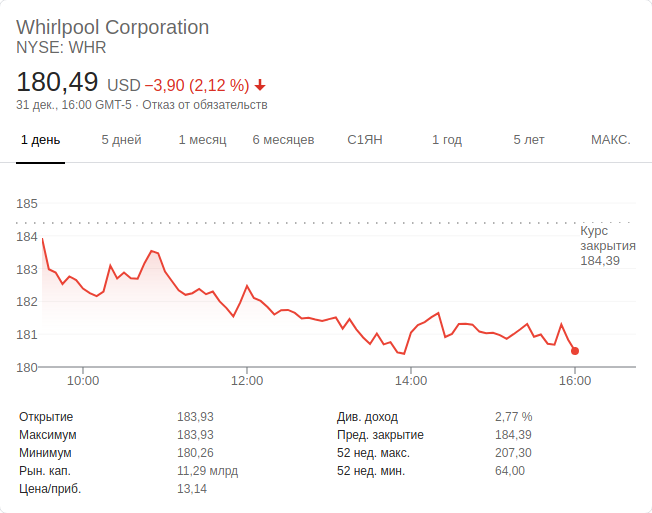 Whirlpool Corporation
NYSE: WHR
180,49 USD −3,90 (2,12 %)
31 дек., 16:00 GMT-5 · Отказ от обязательств
1 день 5 дней 1 месяц 6 месяцев С1ЯН 1 год 5 лет МАКС.
185
184
183
182
181
180
Курс
закрытия
184,39
10:00 12:00 14:00 16:00
Открытие 183,93 Див. доход 2,77 %
Максимум 183,93 Пред. закрытие 184,39
Минимум 180,26 52 нед. макс. 207,30
Рын. кап. 11,29 млрд 52 нед. мин. 64,00
Цена/приб. 13,14